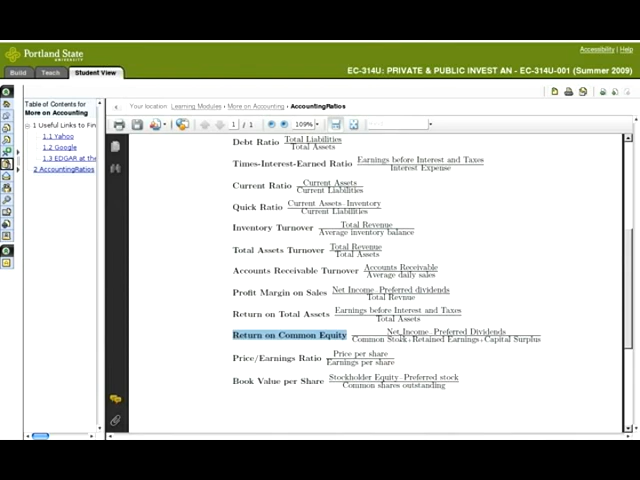 Portland State
UNIVERSITY
Accessibility | Help
Build Teach Student View
EC-314U: PRIVATE & PUBLIC INVEST AN - EC-314U-001 (Summer 2009)
Table of Contents for
More on Accounting
1 Useful Links to Fin
1.1 Yahoo
1.2 Google
1.3 EDGAR at the
2 AccountingRatios
Your location: Learning Modules › More on Accounting › AccountingRatios
1 / 1 109%
Debt Ratio Total Liabilities
Total Assets
Times-Interest-Earned Ratio Earnings before Interest and Taxes
Interest Expense
Current Ratio Current Assets
Current Liabilities
Quick Ratio Current Assets-Inventory
Current Liabilities
Inventory Turnover Total Revenue
Average inventory balance
Total Assets Turnover Total Revenue
Total Assets
Accounts Receivable Turnover Accounts Receivable
Average daily sales
Profit Margin on Sales Net Income-Preferred dividends
Total Revnue
Return on Total Assets Earnings before Interest and Taxes
Total Assets
Return on Common Equity Net Income-Preferred Dividends
Common Stok+Retained Earnings+Capital Surplus
Price/Earnings Ratio Price per share
Earnings per share
Book Value per Share Stockholder Equity-Preferred stock
Common shares outstanding